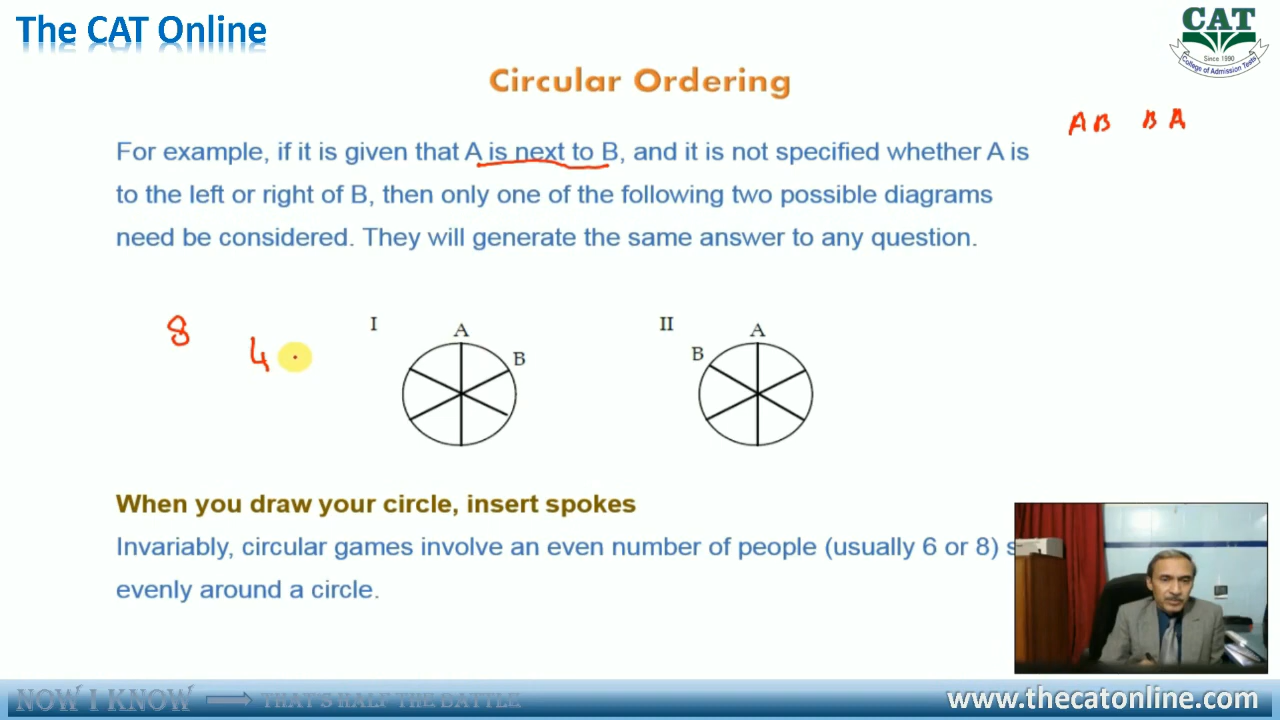 The CAT Online
CAT
Since 1990
College of Admission Tests
Circular Ordering
AB BA
For example, if it is given that A is next to B, and it is not specified whether A is
to the left or right of B, then only one of the following two possible diagrams
need be considered. They will generate the same answer to any question.
8 4
I A B
II A B
When you draw your circle, insert spokes
Invariably, circular games involve an even number of people (usually 6 or 8) s
evenly around a circle.
NOW I KNOW THAT'S HALF THE BATTLE
www.thecatonline.com